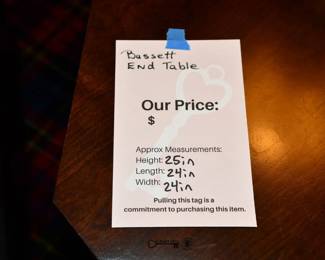 Bassett
End Table
Our Price:
$
Approx Measurements:
Height: 25in
Length: 24in
Width: 24in
Pulling this tag is a
commitment to purchasing this item.